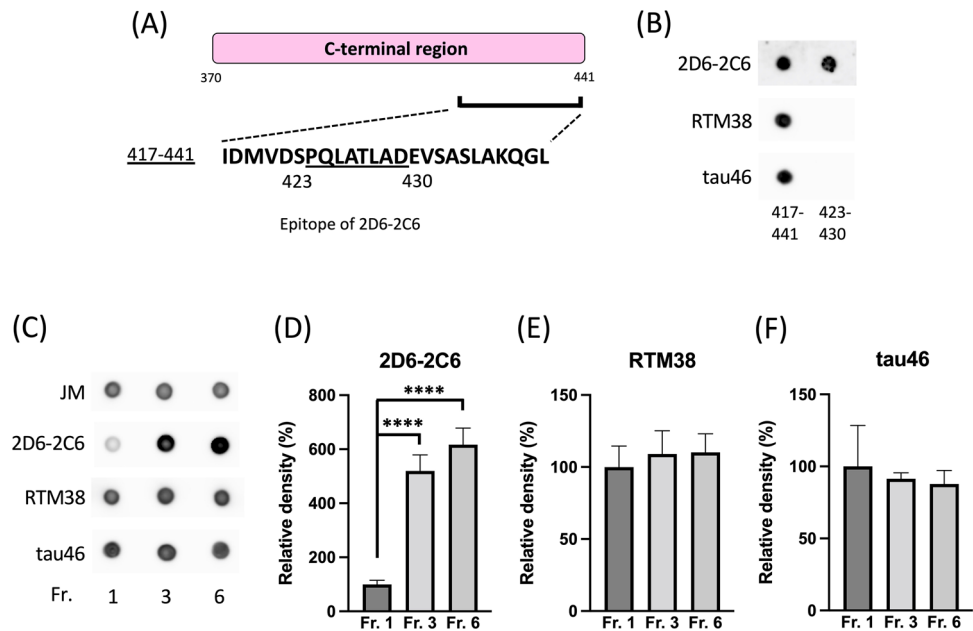 (A)
C-terminal region
370
441
417-441
IDMVDSPQLATLADEVSASLAKQGL
423
430
Epitope of 2D6-2C6
(B)
2D6-2C6
RTM38
tau46
417-
441
423-
430
(C)
JM
2D6-2C6
RTM38
tau46
Fr.
1
3
6
(D)
2D6-2C6
Relative density (%)
800
600
400
200
0
****
****
Fr. 1
Fr. 3
Fr. 6
(E)
RTM38
Relative density (%)
150
100
50
0
Fr. 1
Fr. 3
Fr. 6
(F)
tau46
Relative density (%)
150
100
50
0
Fr. 1
Fr. 3
Fr. 6